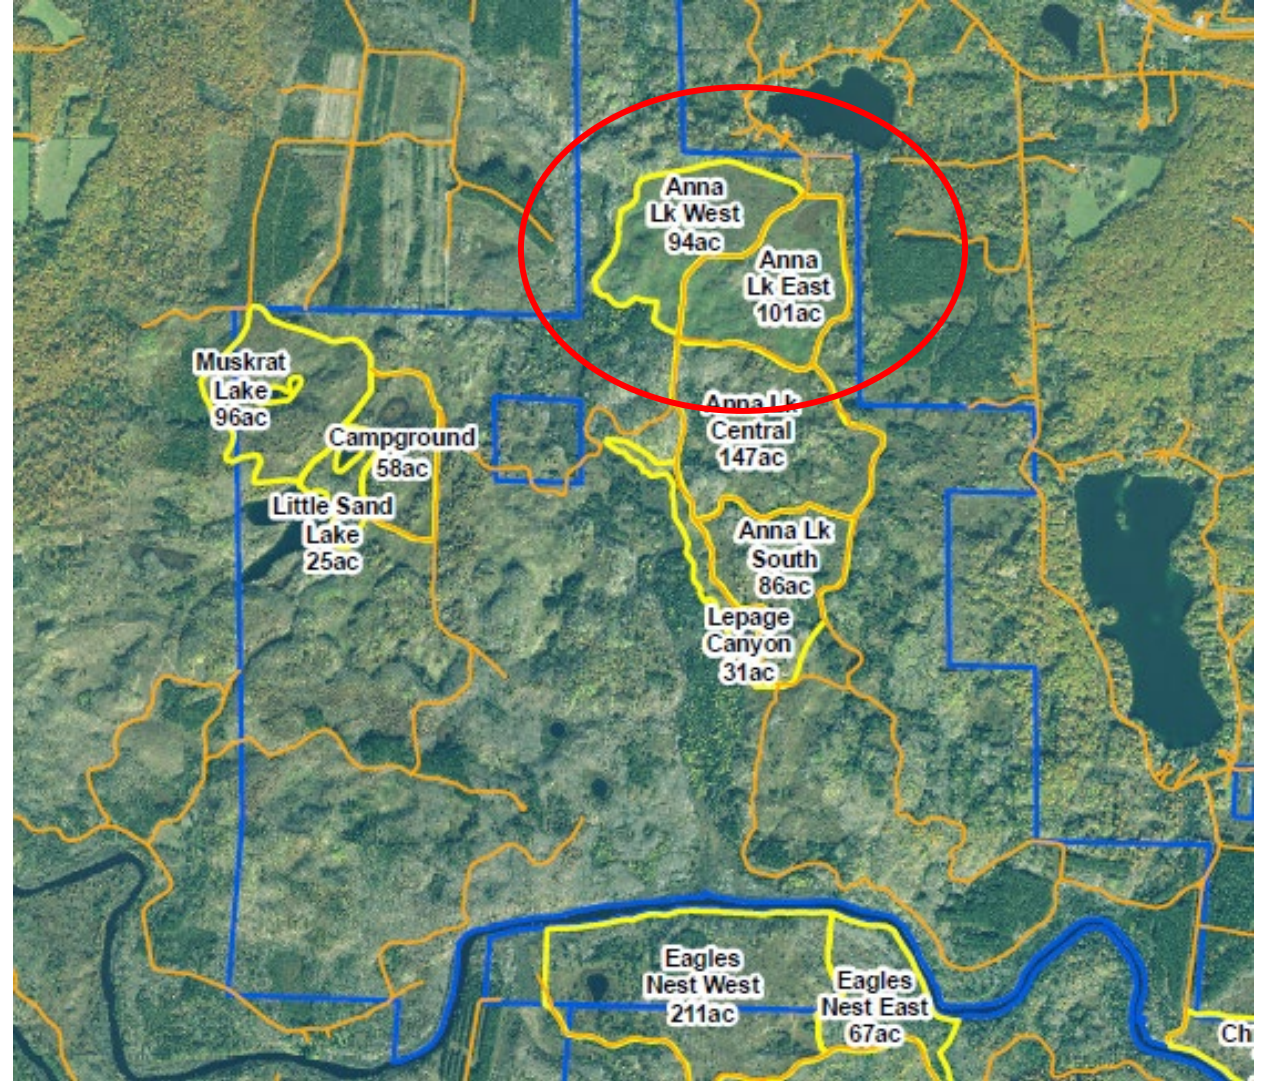 Anna
Lk West
94ac
Anna
Lk East
101ac
Muskrat
Lake
96ac
Campground
58ac
Little Sand
Lake
25ac
Anna Lk
Central
147ac
Anna Lk
South
86ac
Lepage
Canyon
31ac
Eagles
Nest West
211ac
Eagles
Nest East
67ac
Chi